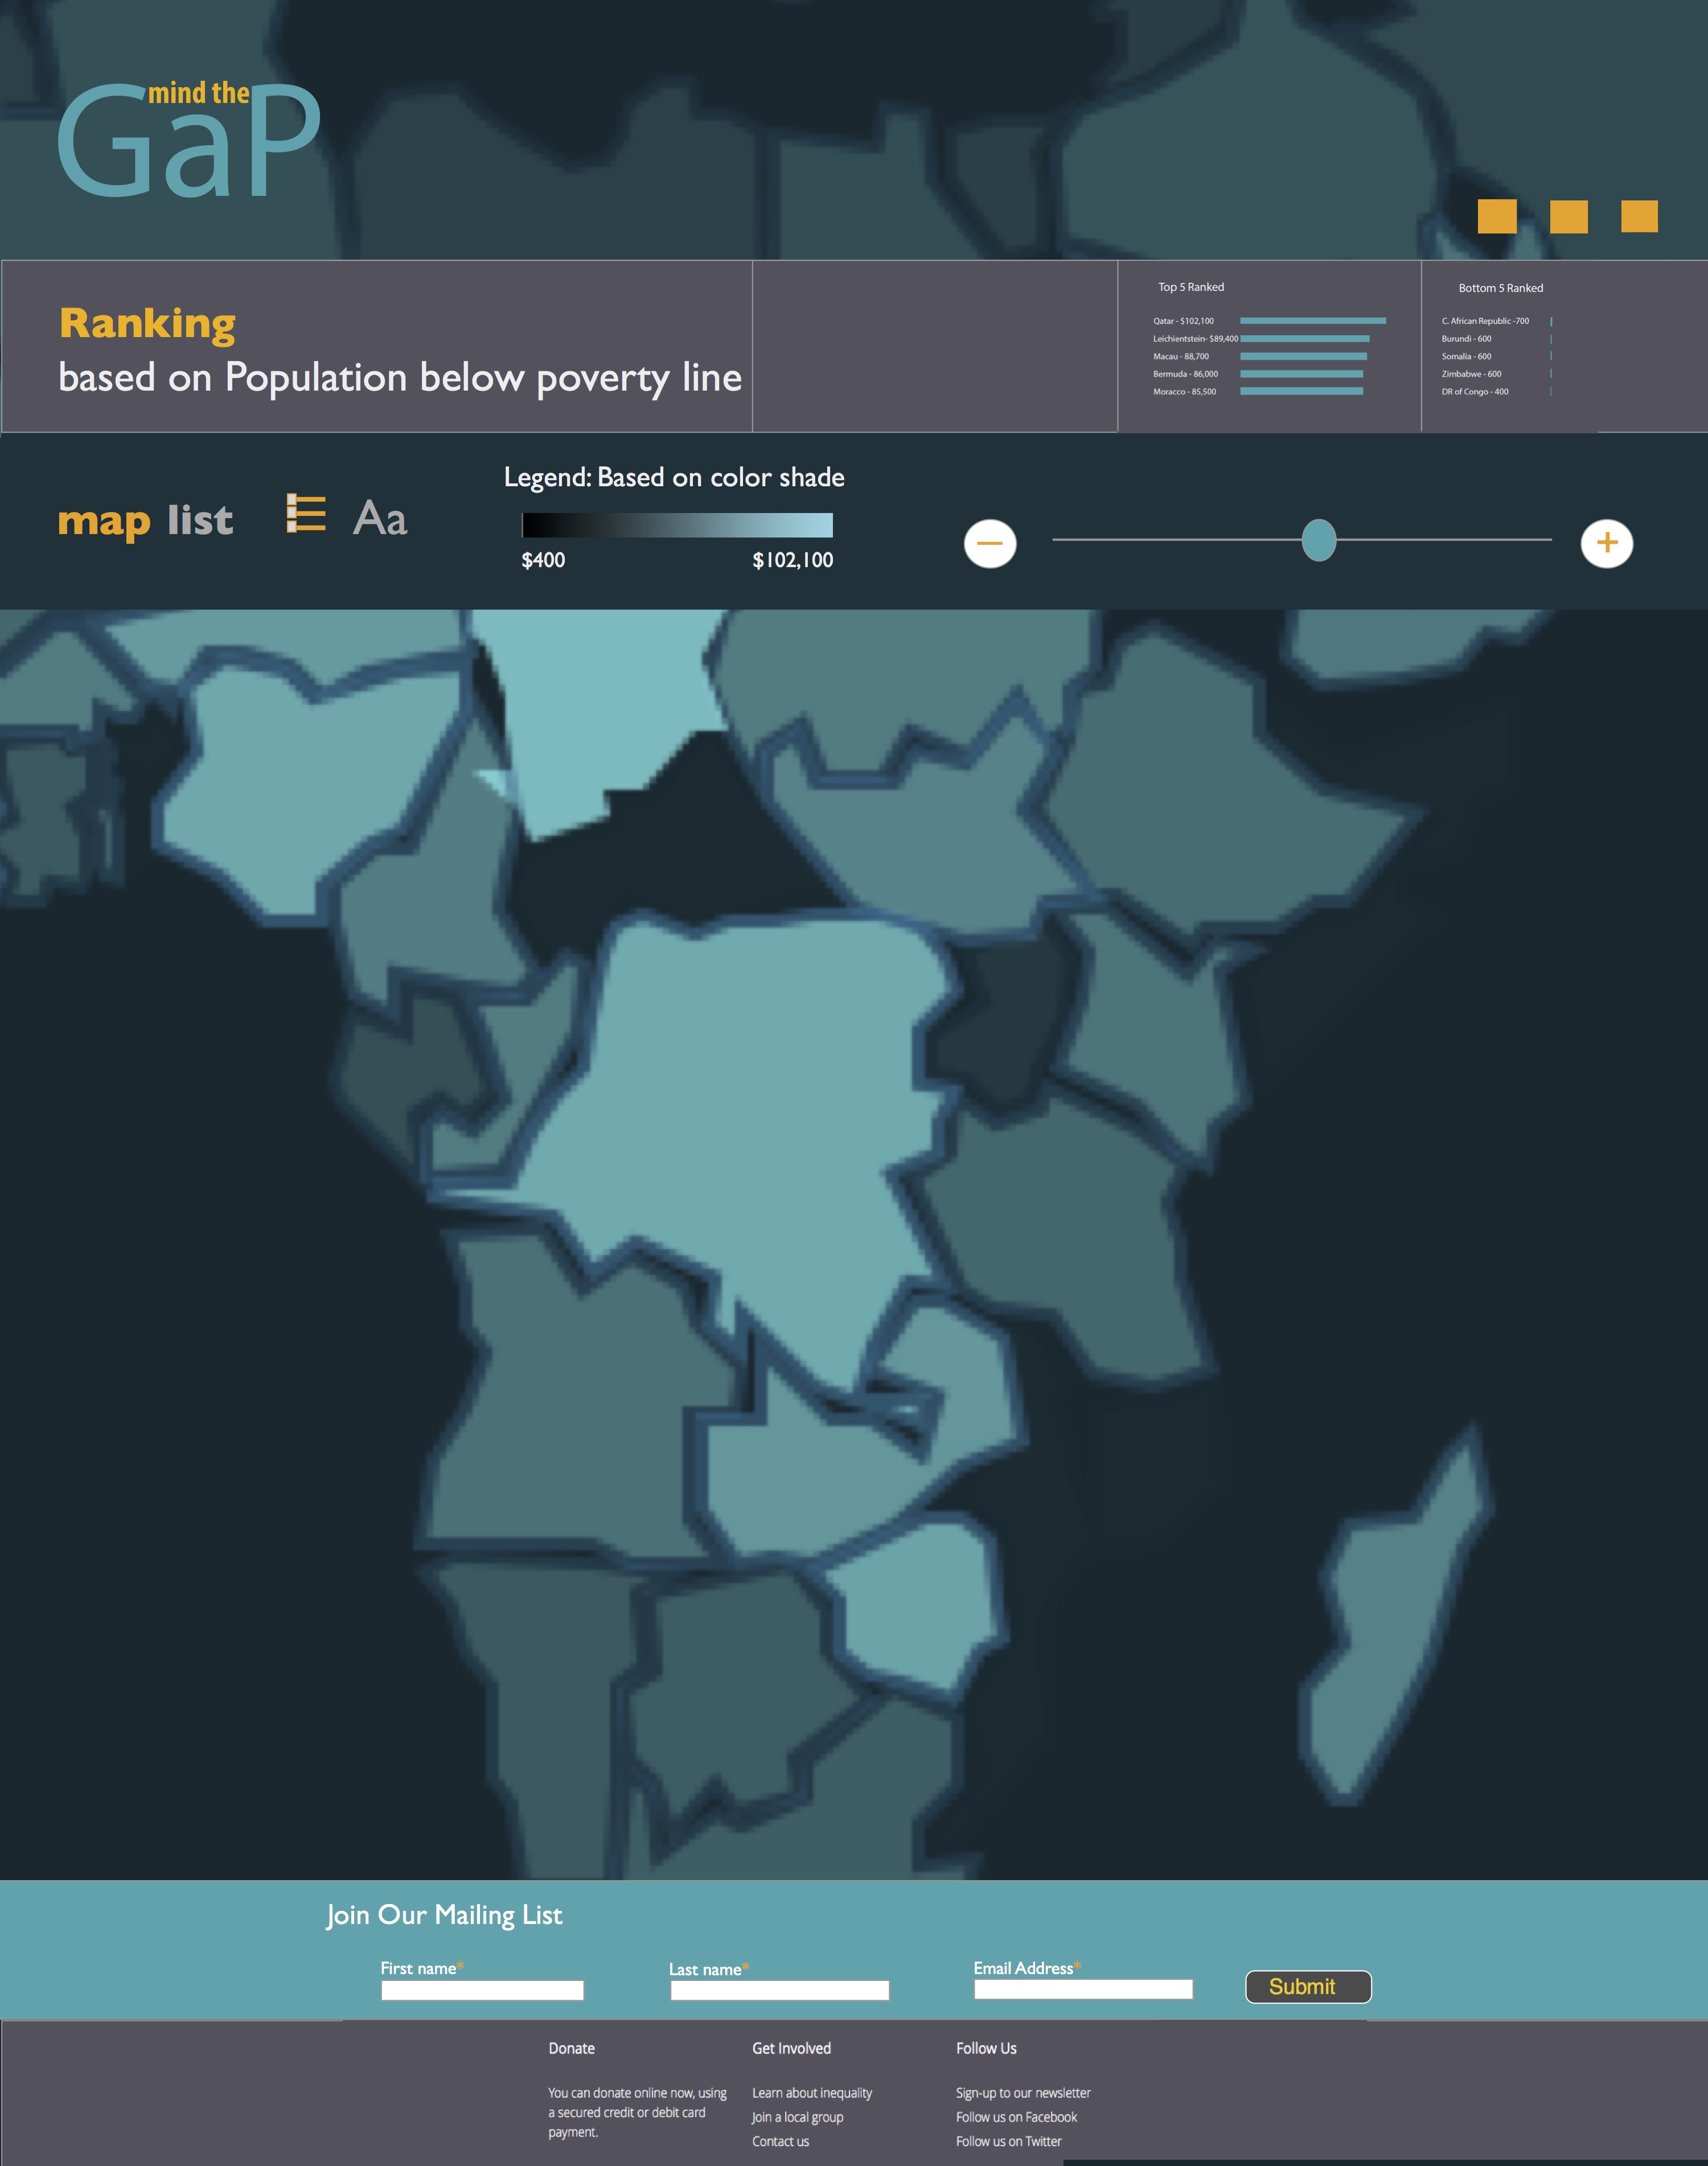 mind the
GaP
Ranking
based on Population below poverty line
Top 5 Ranked
Qatar - $102,100
Leichientstein- $89,400
Macau - 88,700
Bermuda - 86,000
Moracco - 85,500
Bottom 5 Ranked
C. African Republic -700
Burundi - 600
Somalia - 600
Zimbabwe - 600
DR of Congo - 400
map list Aa
Legend: Based on color shade
$400 $102,100
− +
Join Our Mailing List
First name* Last name* Email Address* Submit
Donate
You can donate online now, using
a secured credit or debit card
payment.
Get Involved
Learn about inequality
Join a local group
Contact us
Follow Us
Sign-up to our newsletter
Follow us on Facebook
Follow us on Twitter